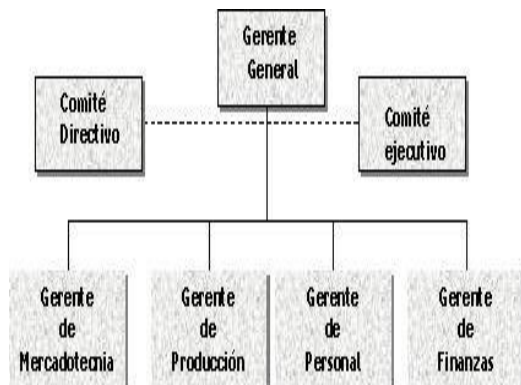 Gerente
General
Comité
Directivo
Comité
ejecutivo
Gerente
de
Mercadotecnia
Gerente
de
Producción
Gerente
de
Personal
Gerente
de
Finanzas